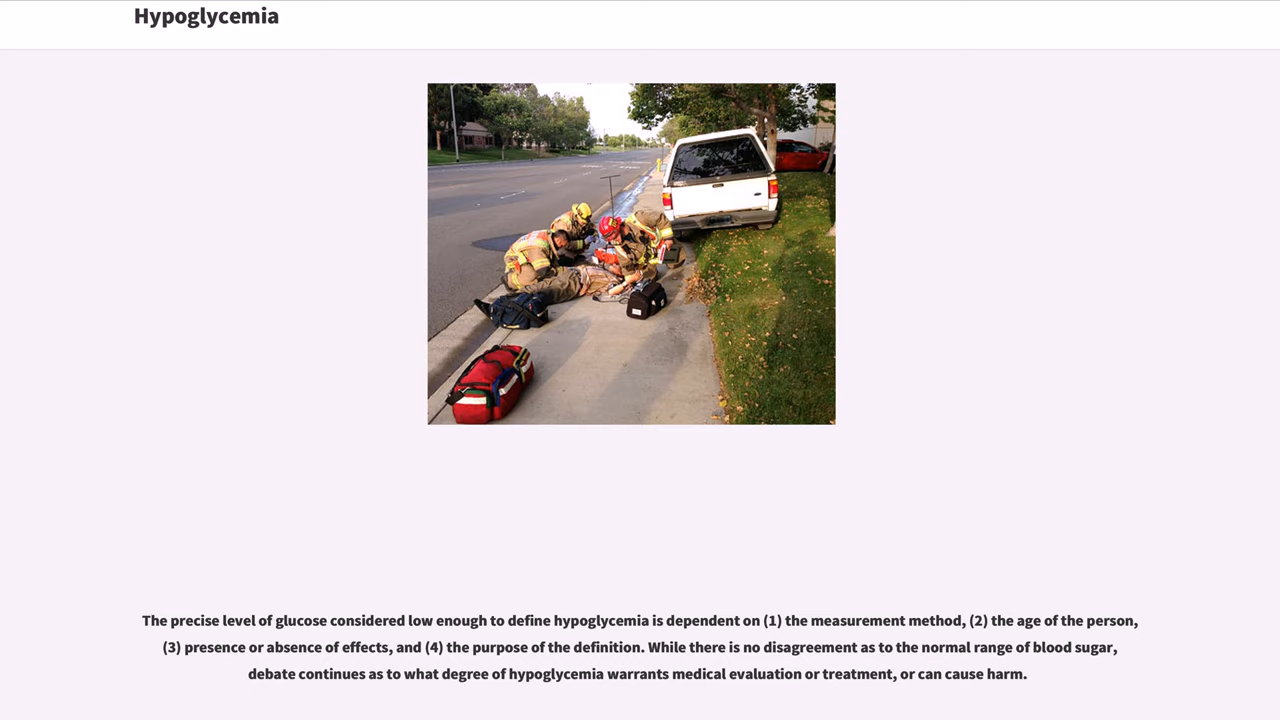 Hypoglycemia
The precise level of glucose considered low enough to define hypoglycemia is dependent on (1) the measurement method, (2) the age of the person,
(3) presence or absence of effects, and (4) the purpose of the definition. While there is no disagreement as to the normal range of blood sugar,
debate continues as to what degree of hypoglycemia warrants medical evaluation or treatment, or can cause harm.